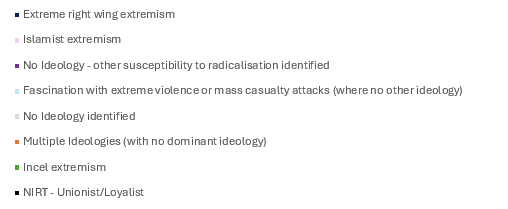 Extreme right wing extremism
Islamist extremism
No Ideology - other susceptibility to radicalisation identified
Fascination with extreme violence or mass casualty attacks (where no other ideology)
No Ideology identified
Multiple Ideologies (with no dominant ideology)
Incel extremism
NIRT - Unionist/Loyalist